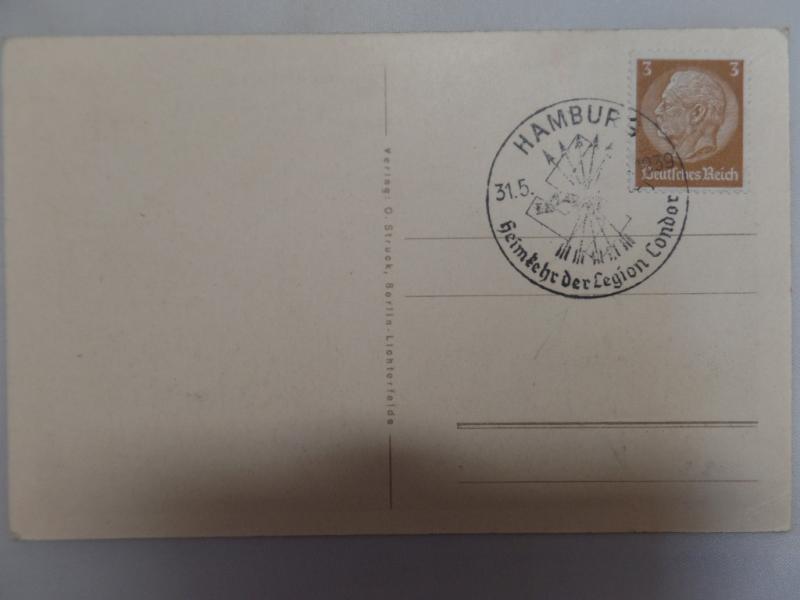 3 3
Deutsches Reich
HAMBURG
31.5. 1939
Heimkehr der Legion Condor
Verlag: O. Struck, Berlin-Lichterfelde